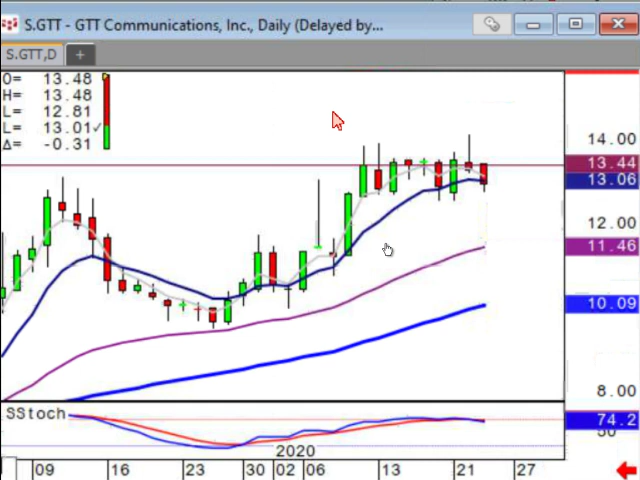 S.GTT - GTT Communications, Inc., Daily (Delayed by...
S.GTT,D +
O= 13.48
H= 13.48
L= 12.81
L= 13.01✓
Δ= -0.31
14.00
13.44
13.06
12.00
11.46
10.09
8.00
SStoch
74.2
50
2020
09 16 23 30 02 06 13 21 27